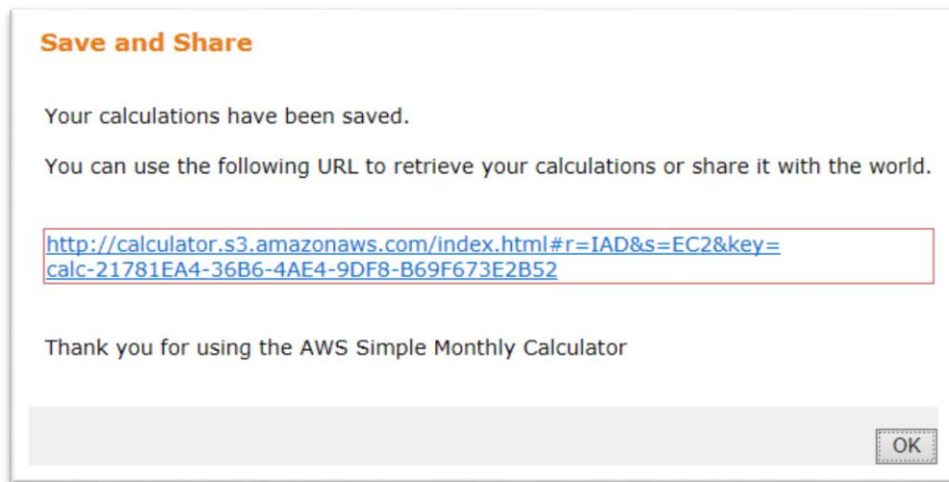 Save and Share
Your calculations have been saved.
You can use the following URL to retrieve your calculations or share it with the world.
http://calculator.s3.amazonaws.com/index.html#r=IAD&s=EC2&key=
calc-21781EA4-36B6-4AE4-9DF8-B69F673E2B52
Thank you for using the AWS Simple Monthly Calculator
OK